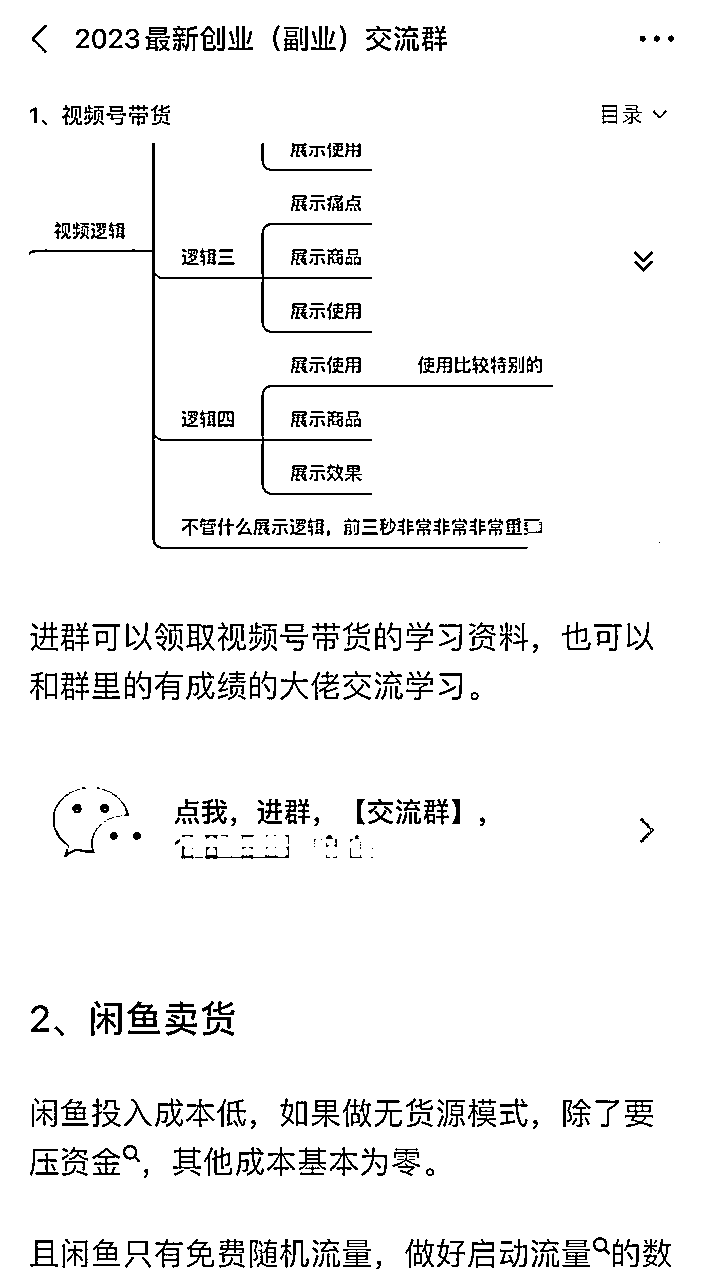 2023最新创业（副业）交流群
1、视频号带货
目录
展示使用
展示痛点
视频逻辑
逻辑三
展示商品
展示使用
展示使用
使用比较特别的
逻辑四
展示商品
展示效果
不管什么展示逻辑，前三秒非常非常非常重
进群可以领取视频号带货的学习资料，也可以
和群里的有成绩的大佬交流学习。
点我，进群，【交流群】，
2、闲鱼卖货
闲鱼投入成本低，如果做无货源模式，除了要
压资金，其他成本基本为零。
且闲鱼只有免费随机流量，做好启动流量的数